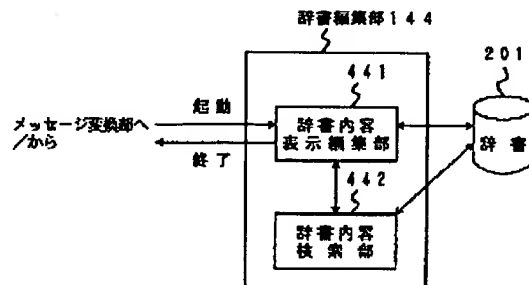 辞書編集部144
441
201
起動
辞書内容
表示編集部
メッセージ変換部へ
/から
終了
辞書
442
辞書内容
検索部